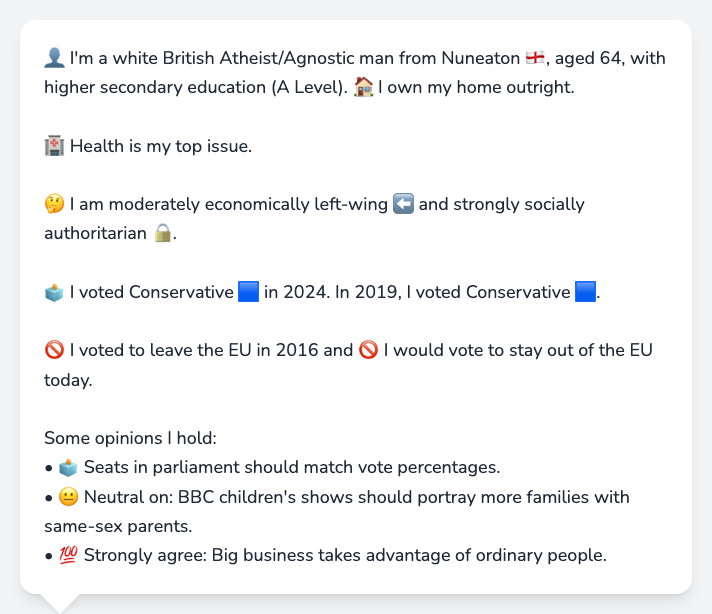 👤 I'm a white British Atheist/Agnostic man from Nuneaton 🏴󠁧󠁢󠁥󠁮󠁧󠁿, aged 64, with
higher secondary education (A Level). 🏠 I own my home outright.
🏥 Health is my top issue.
🤔 I am moderately economically left-wing ⬅️ and strongly socially
authoritarian 🔒.
🗳️ I voted Conservative 🟦 in 2024. In 2019, I voted Conservative 🟦.
🚫 I voted to leave the EU in 2016 and 🚫 I would vote to stay out of the EU
today.
Some opinions I hold:
• 🗳️ Seats in parliament should match vote percentages.
• 😐 Neutral on: BBC children's shows should portray more families with
same-sex parents.
• 💯 Strongly agree: Big business takes advantage of ordinary people.